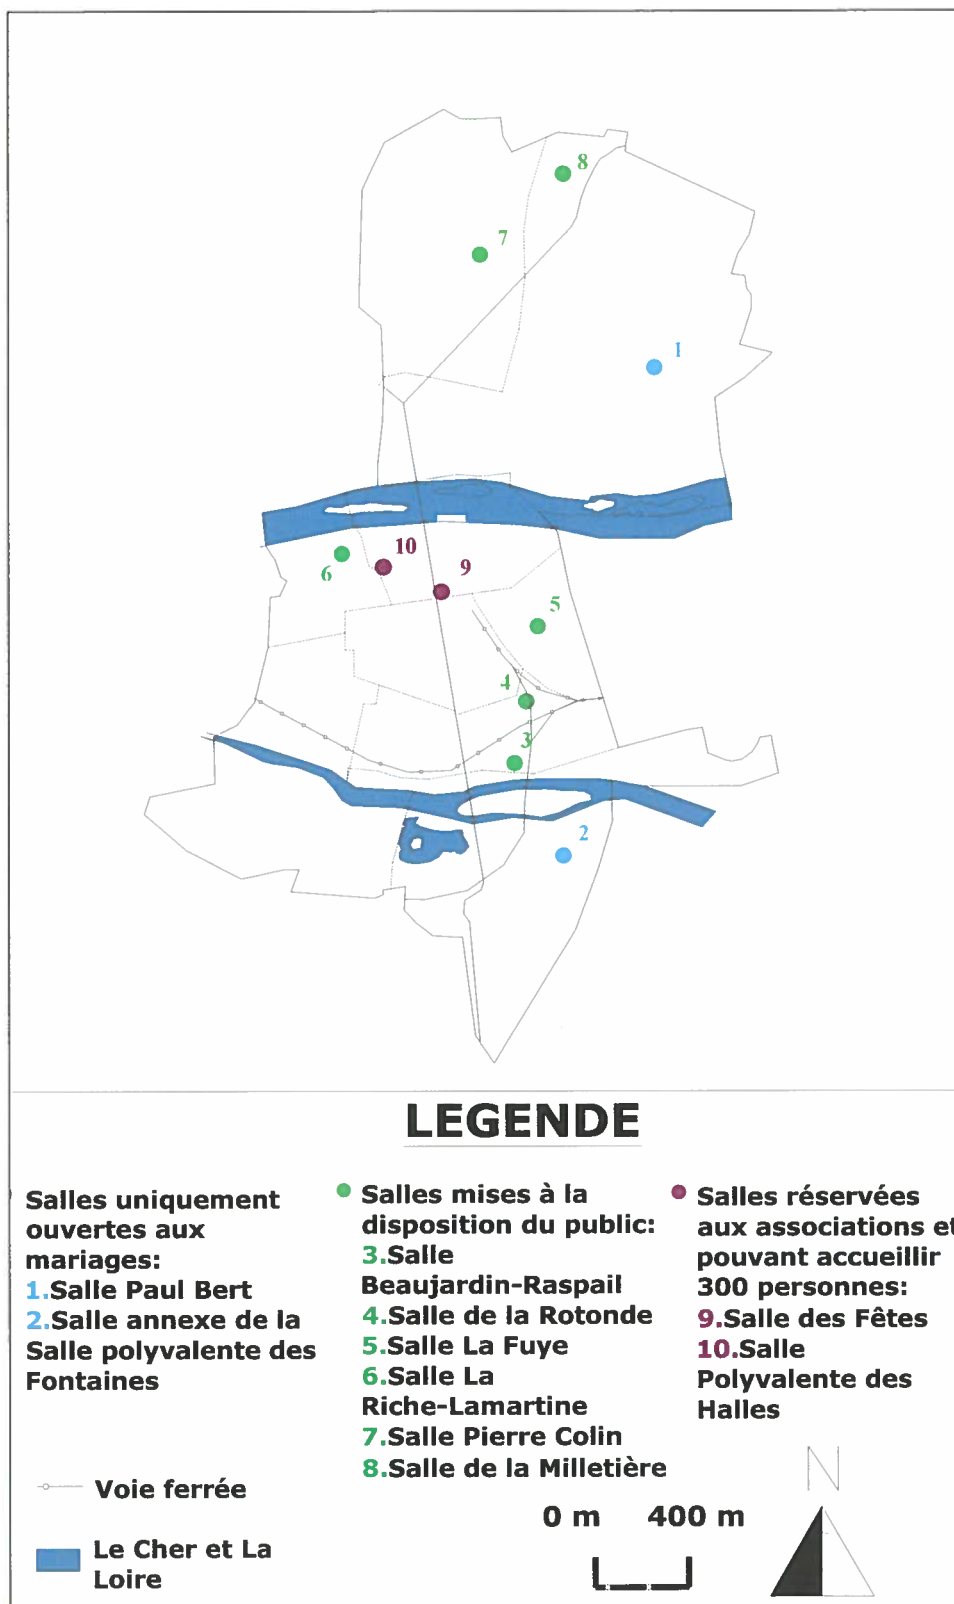 8
7
1
10
9
6
5
4
3
2
LEGENDE
Salles uniquement
ouvertes aux
mariages:
1.Salle Paul Bert
2.Salle annexe de la
Salle polyvalente des
Fontaines
Salles mises à la
disposition du public:
3.Salle
Beaujardin-Raspail
4.Salle de la Rotonde
5.Salle La Fuye
6.Salle La
Riche-Lamartine
7.Salle Pierre Colin
8.Salle de la Milletière
Salles réservées
aux associations et
pouvant accueillir
300 personnes:
9.Salle des Fêtes
10.Salle
Polyvalente des
Halles
Voie ferrée
Le Cher et La
Loire
0 m 400 m
N